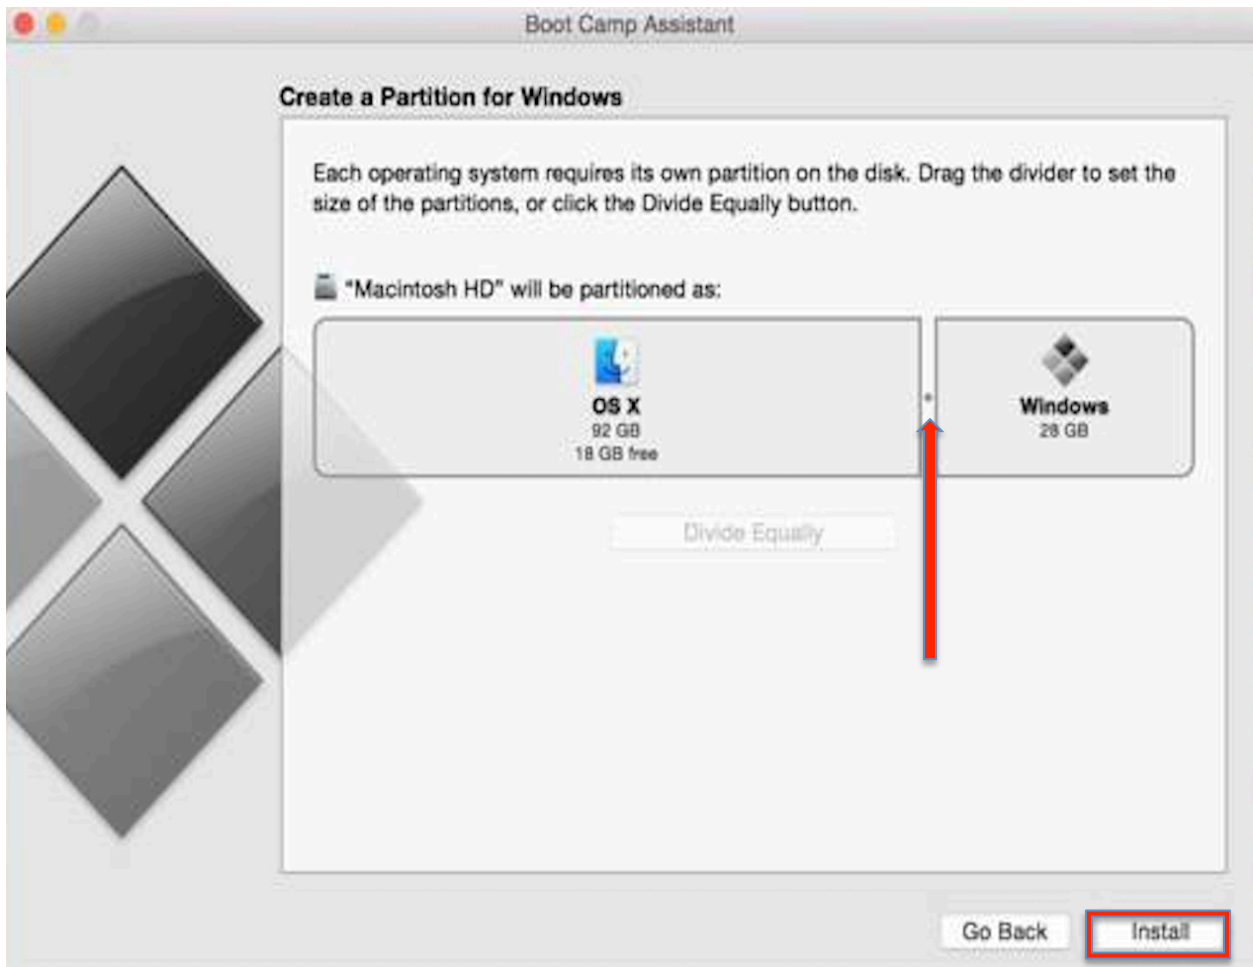 Boot Camp Assistant
Create a Partition for Windows
Each operating system requires its own partition on the disk. Drag the divider to set the
size of the partitions, or click the Divide Equally button.
"Macintosh HD" will be partitioned as:
OS X
92 GB
18 GB free
Windows
28 GB
Divide Equally
Go Back
Install